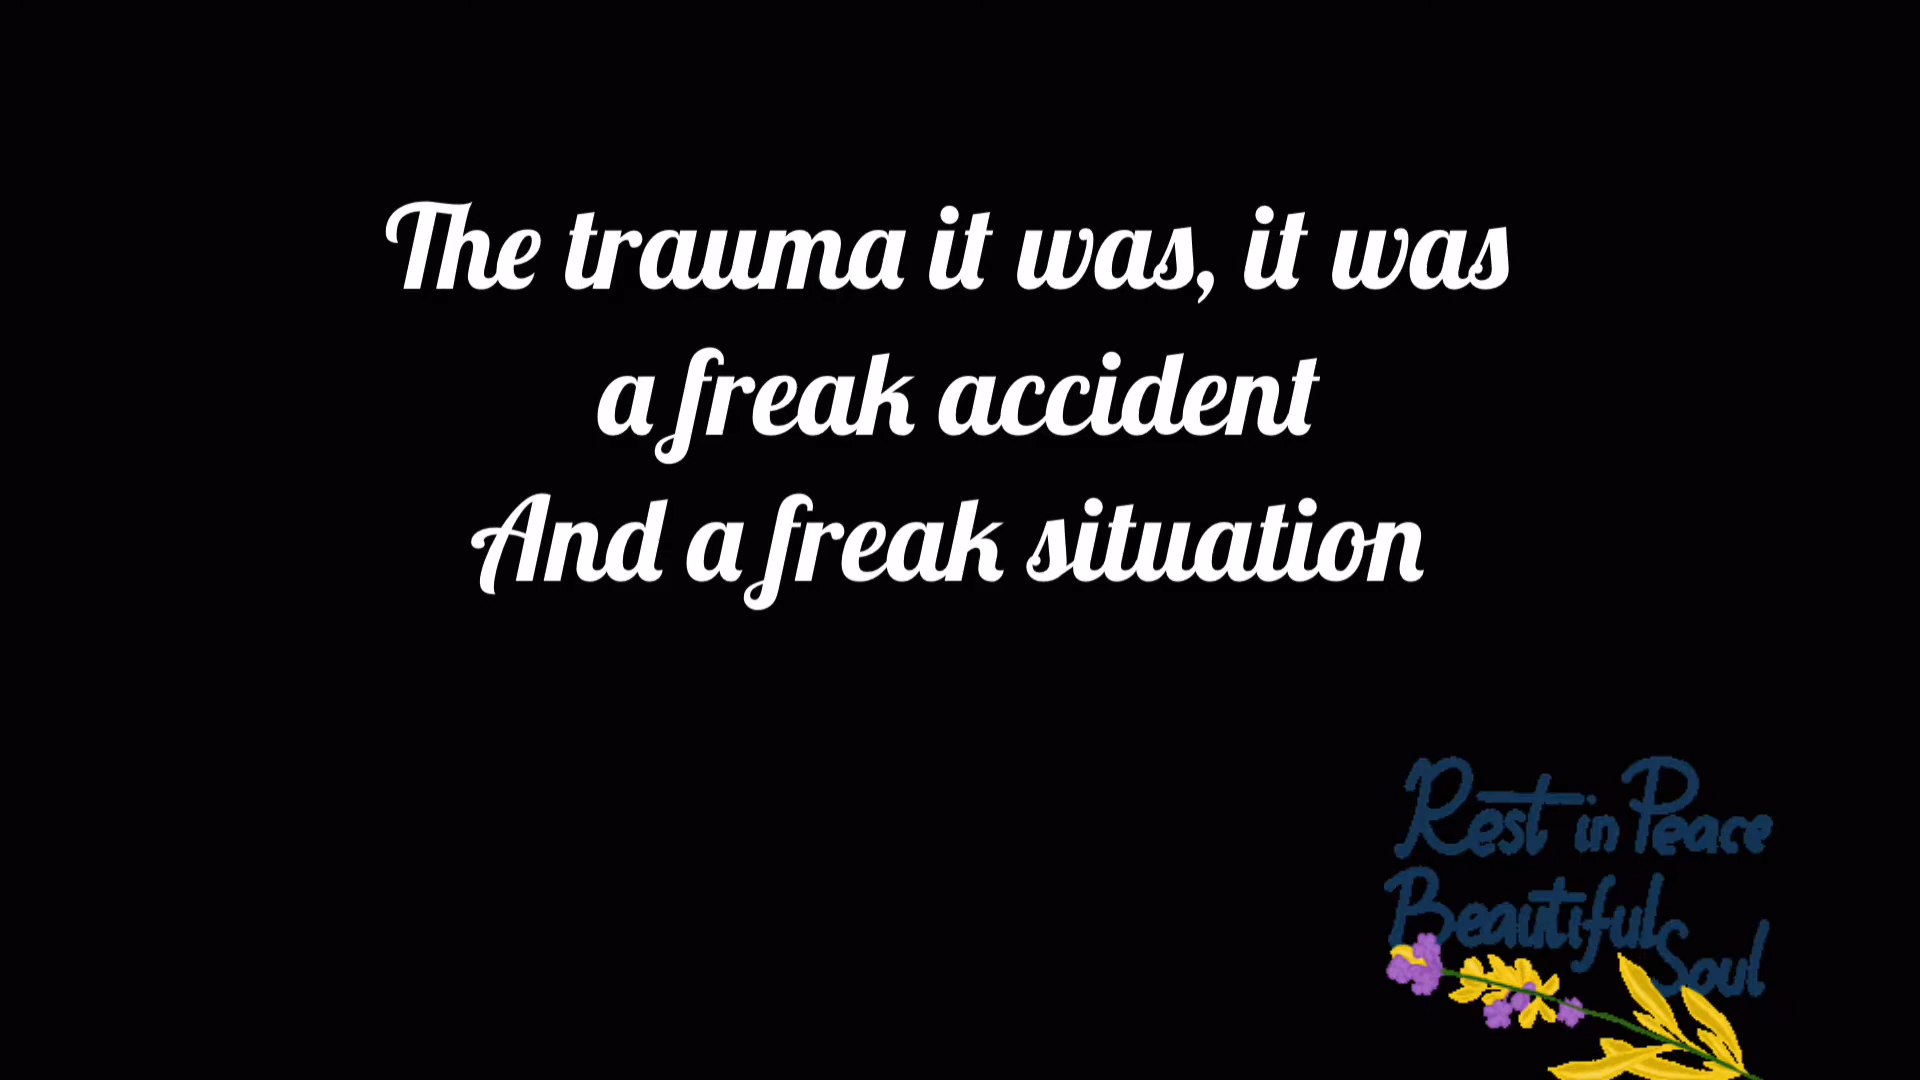 The trauma it was, it was
a freak accident
And a freak situation
Rest in Peace
Beautiful
Soul